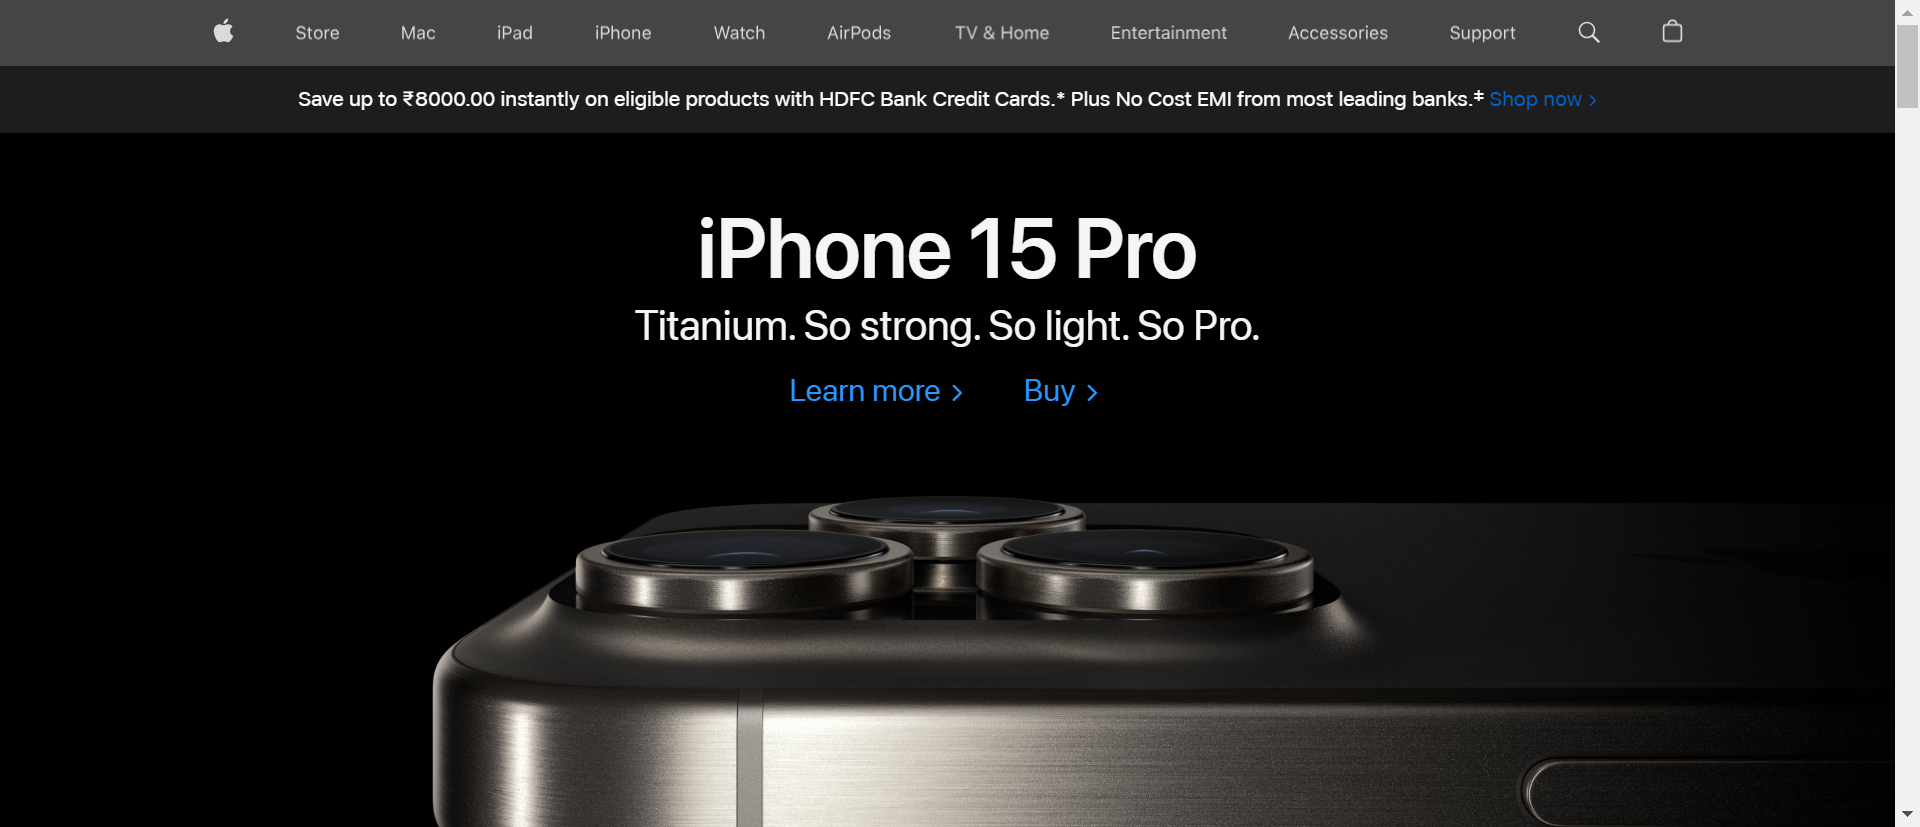 Store Mac iPad iPhone Watch AirPods TV & Home Entertainment Accessories Support
Save up to ₹8000.00 instantly on eligible products with HDFC Bank Credit Cards.* Plus No Cost EMI from most leading banks.‡ Shop now >
iPhone 15 Pro
Titanium. So strong. So light. So Pro.
Learn more > Buy >